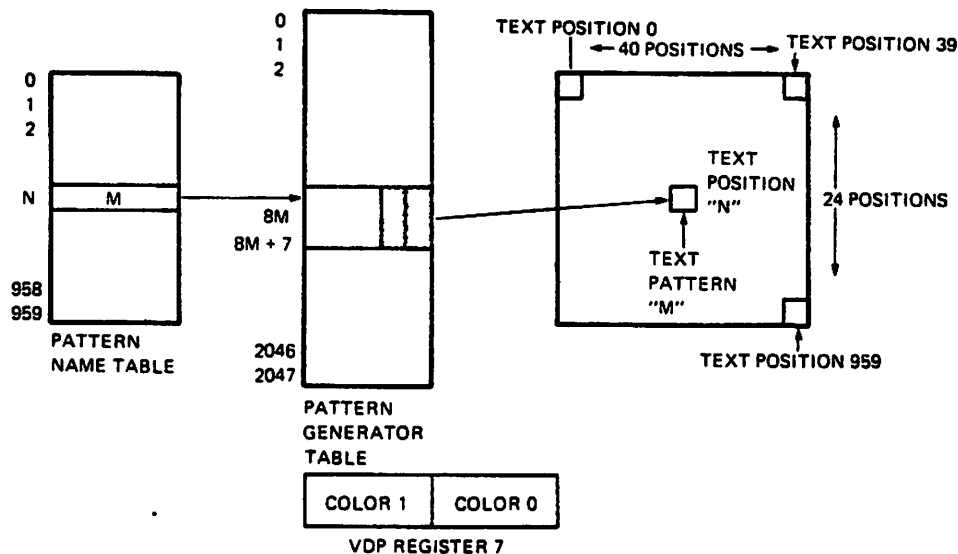 0
1
2
N
M
958
959
PATTERN
NAME TABLE
0
1
2
8M
8M + 7
2046
2047
PATTERN
GENERATOR
TABLE
COLOR 1
COLOR 0
VDP REGISTER 7
TEXT POSITION 0
40 POSITIONS
TEXT POSITION 39
TEXT
POSITION
"N"
24 POSITIONS
TEXT
PATTERN
"M"
TEXT POSITION 959